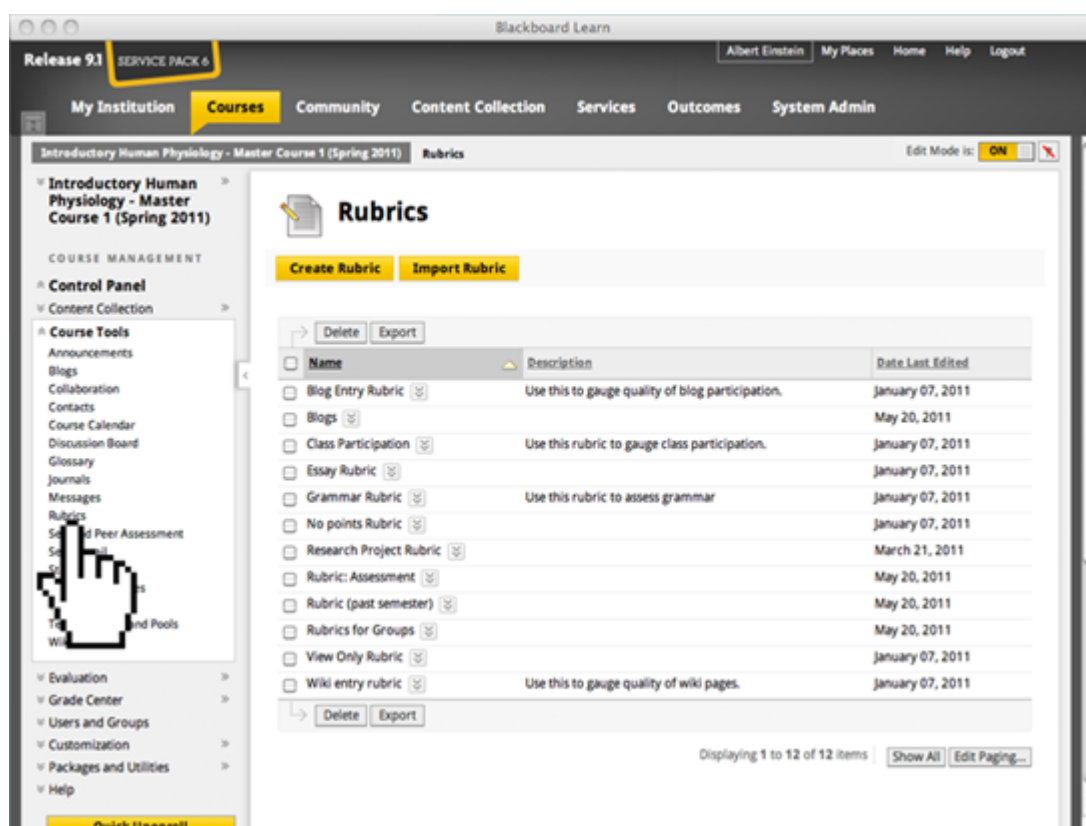 Blackboard Learn
Release 9.1 SERVICE PACK 6
Albert Einstein My Places Home Help Logout
My Institution Courses Community Content Collection Services Outcomes System Admin
Introductory Human Physiology - Master Course 1 (Spring 2011) Rubrics
Edit Mode is: ON
Introductory Human
Physiology - Master
Course 1 (Spring 2011)
COURSE MANAGEMENT
Control Panel
Content Collection
Course Tools
Announcements
Blogs
Collaboration
Contacts
Course Calendar
Discussion Board
Glossary
Journals
Messages
Rubrics
Peer Assessment
and Pools
Evaluation
Grade Center
Users and Groups
Customization
Packages and Utilities
Help
Quick Unenroll
Rubrics
Create Rubric Import Rubric
Delete Export
Name Description Date Last Edited
Blog Entry Rubric Use this to gauge quality of blog participation. January 07, 2011
Blogs May 20, 2011
Class Participation Use this rubric to gauge class participation. January 07, 2011
Essay Rubric January 07, 2011
Grammar Rubric Use this rubric to assess grammar January 07, 2011
No points Rubric January 07, 2011
Research Project Rubric March 21, 2011
Rubric: Assessment May 20, 2011
Rubric (past semester) May 20, 2011
Rubrics for Groups May 20, 2011
View Only Rubric January 07, 2011
Wiki entry rubric Use this to gauge quality of wiki pages. January 07, 2011
Delete Export
Displaying 1 to 12 of 12 items Show All Edit Paging...